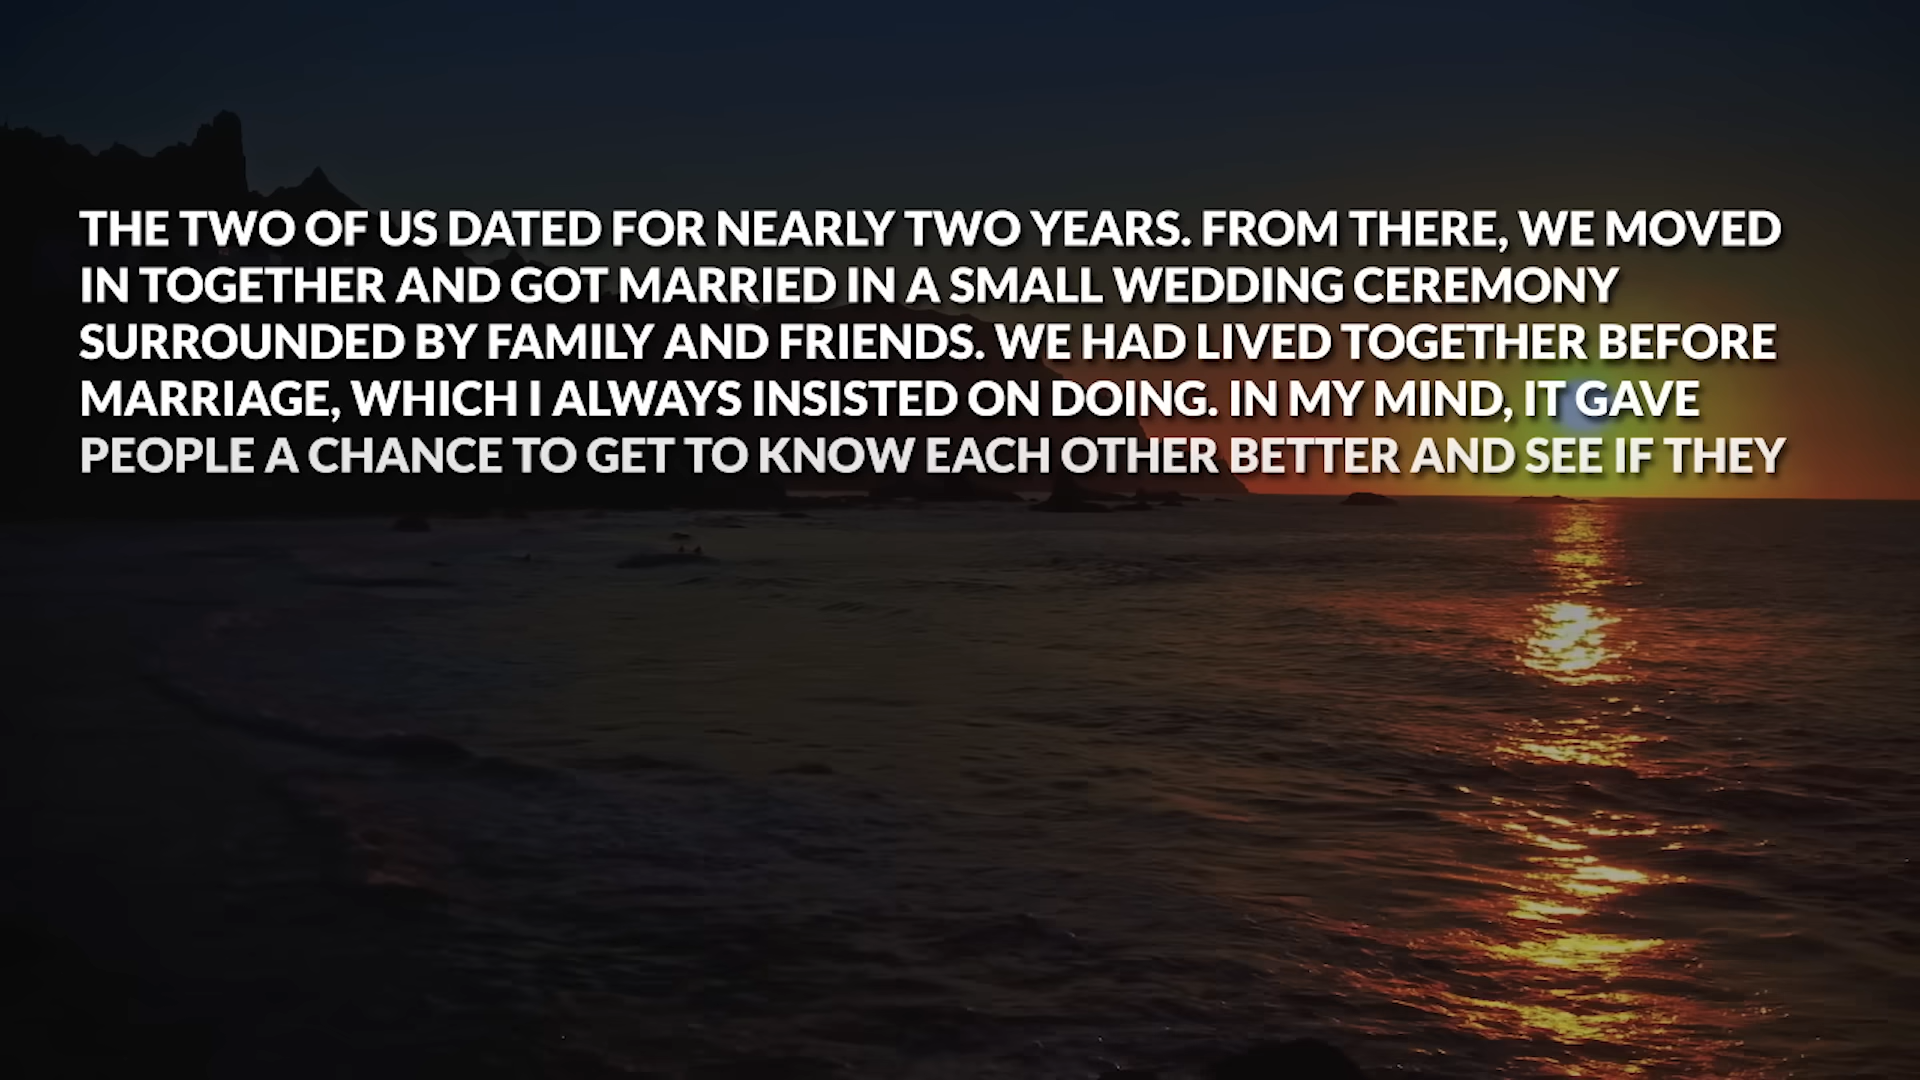 THE TWO OF US DATED FOR NEARLY TWO YEARS. FROM THERE, WE MOVED
IN TOGETHER AND GOT MARRIED IN A SMALL WEDDING CEREMONY
SURROUNDED BY FAMILY AND FRIENDS. WE HAD LIVED TOGETHER BEFORE
MARRIAGE, WHICH I ALWAYS INSISTED ON DOING. IN MY MIND, IT GAVE
PEOPLE A CHANCE TO GET TO KNOW EACH OTHER BETTER AND SEE IF THEY